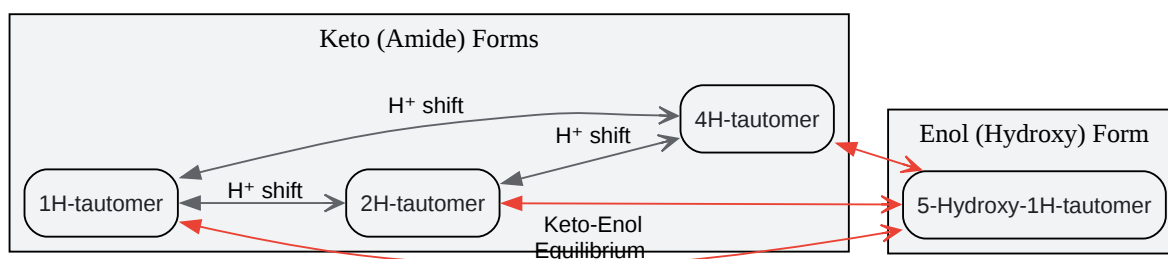 Keto (Amide) Forms
H⁺ shift
4H-tautomer
H⁺ shift
Enol (Hydroxy) Form
1H-tautomer
H⁺ shift
2H-tautomer
5-Hydroxy-1H-tautomer
Keto-Enol
Equilibrium